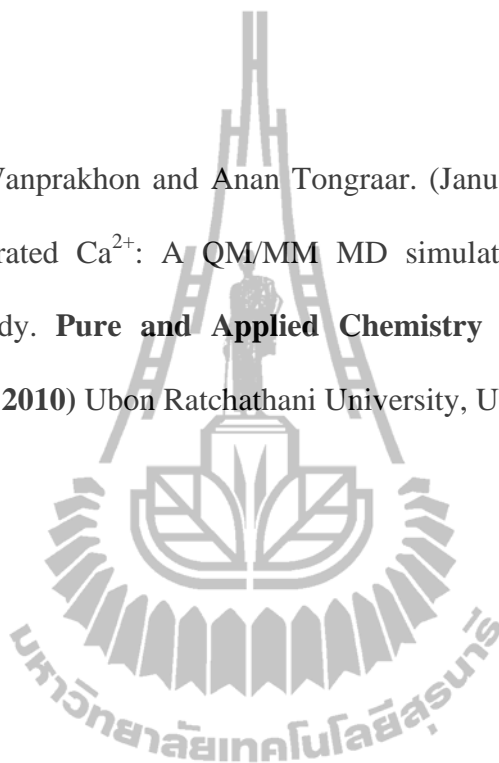 Vanprakhon and Anan Tongraar. (Janu
rated Ca²⁺: A QM/MM MD simulat
dy. Pure and Applied Chemistry
2010) Ubon Ratchathani University, U
มหาวิทยาลัยเทคโนโลยีสุรนารี